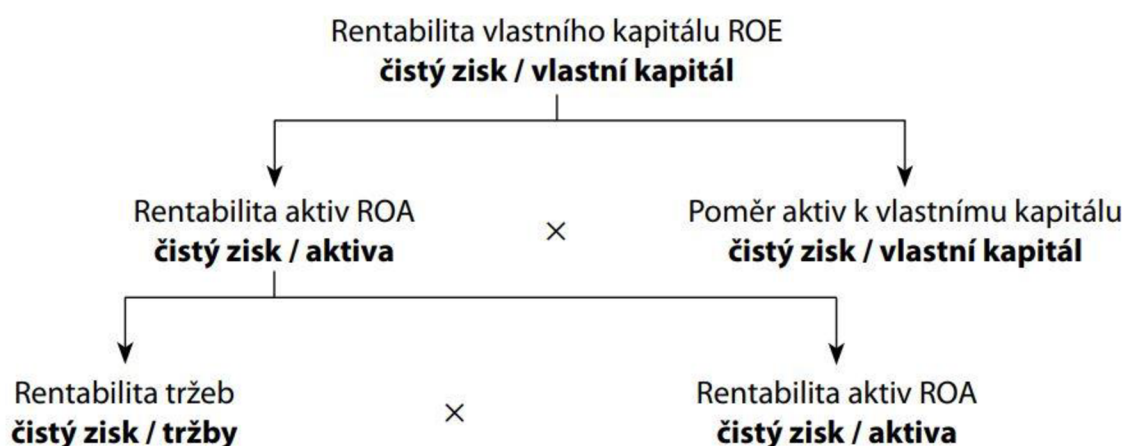 Rentabilita vlastního kapitálu ROE
čistý zisk / vlastní kapitál
Rentabilita aktiv ROA
čistý zisk / aktiva
×
Poměr aktiv k vlastnímu kapitálu
čistý zisk / vlastní kapitál
Rentabilita tržeb
čistý zisk / tržby
×
Rentabilita aktiv ROA
čistý zisk / aktiva